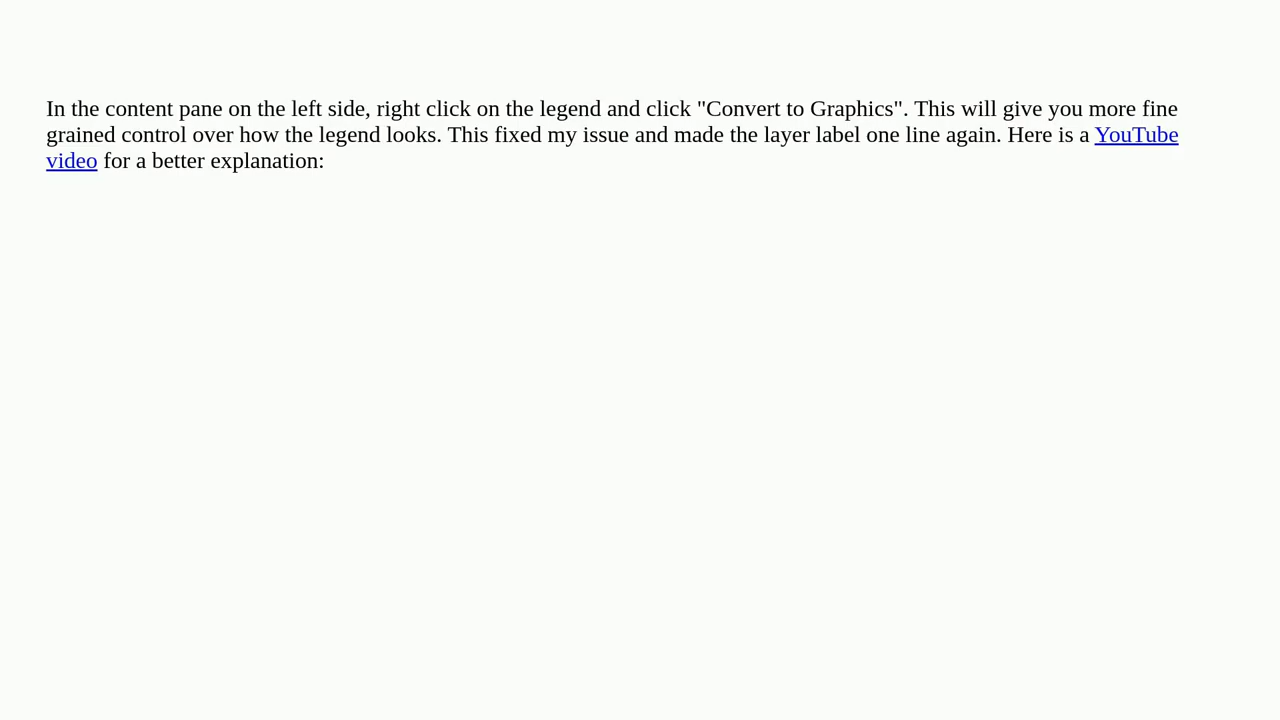 In the content pane on the left side, right click on the legend and click "Convert to Graphics". This will give you more fine
grained control over how the legend looks. This fixed my issue and made the layer label one line again. Here is a YouTube
video for a better explanation: